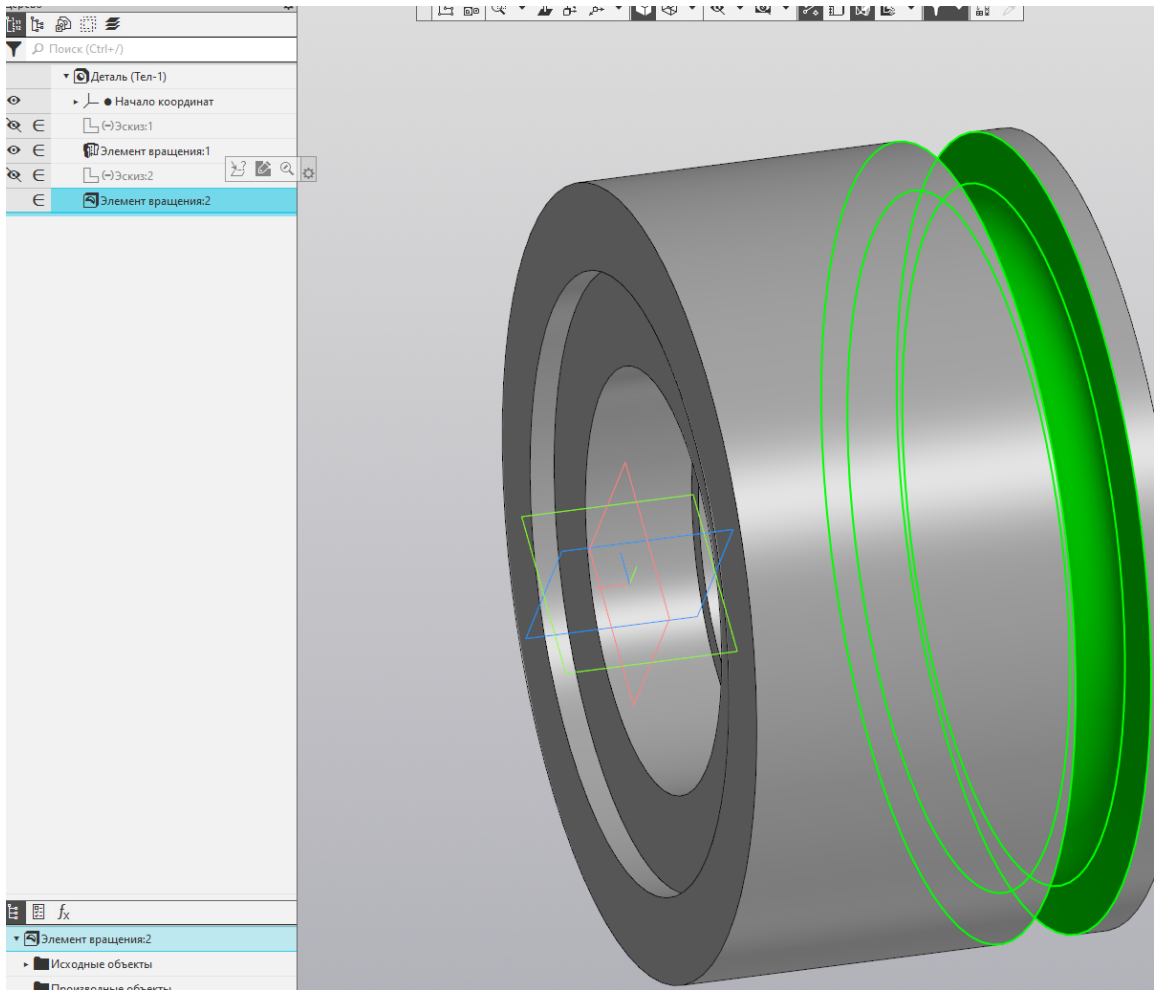 Дерево
Поиск (Ctrl+/)
Деталь (Тел-1)
Начало координат
(-)Эскиз:1
Элемент вращения:1
(-)Эскиз:2
Элемент вращения:2
fx
Элемент вращения:2
Исходные объекты
Производные объекты